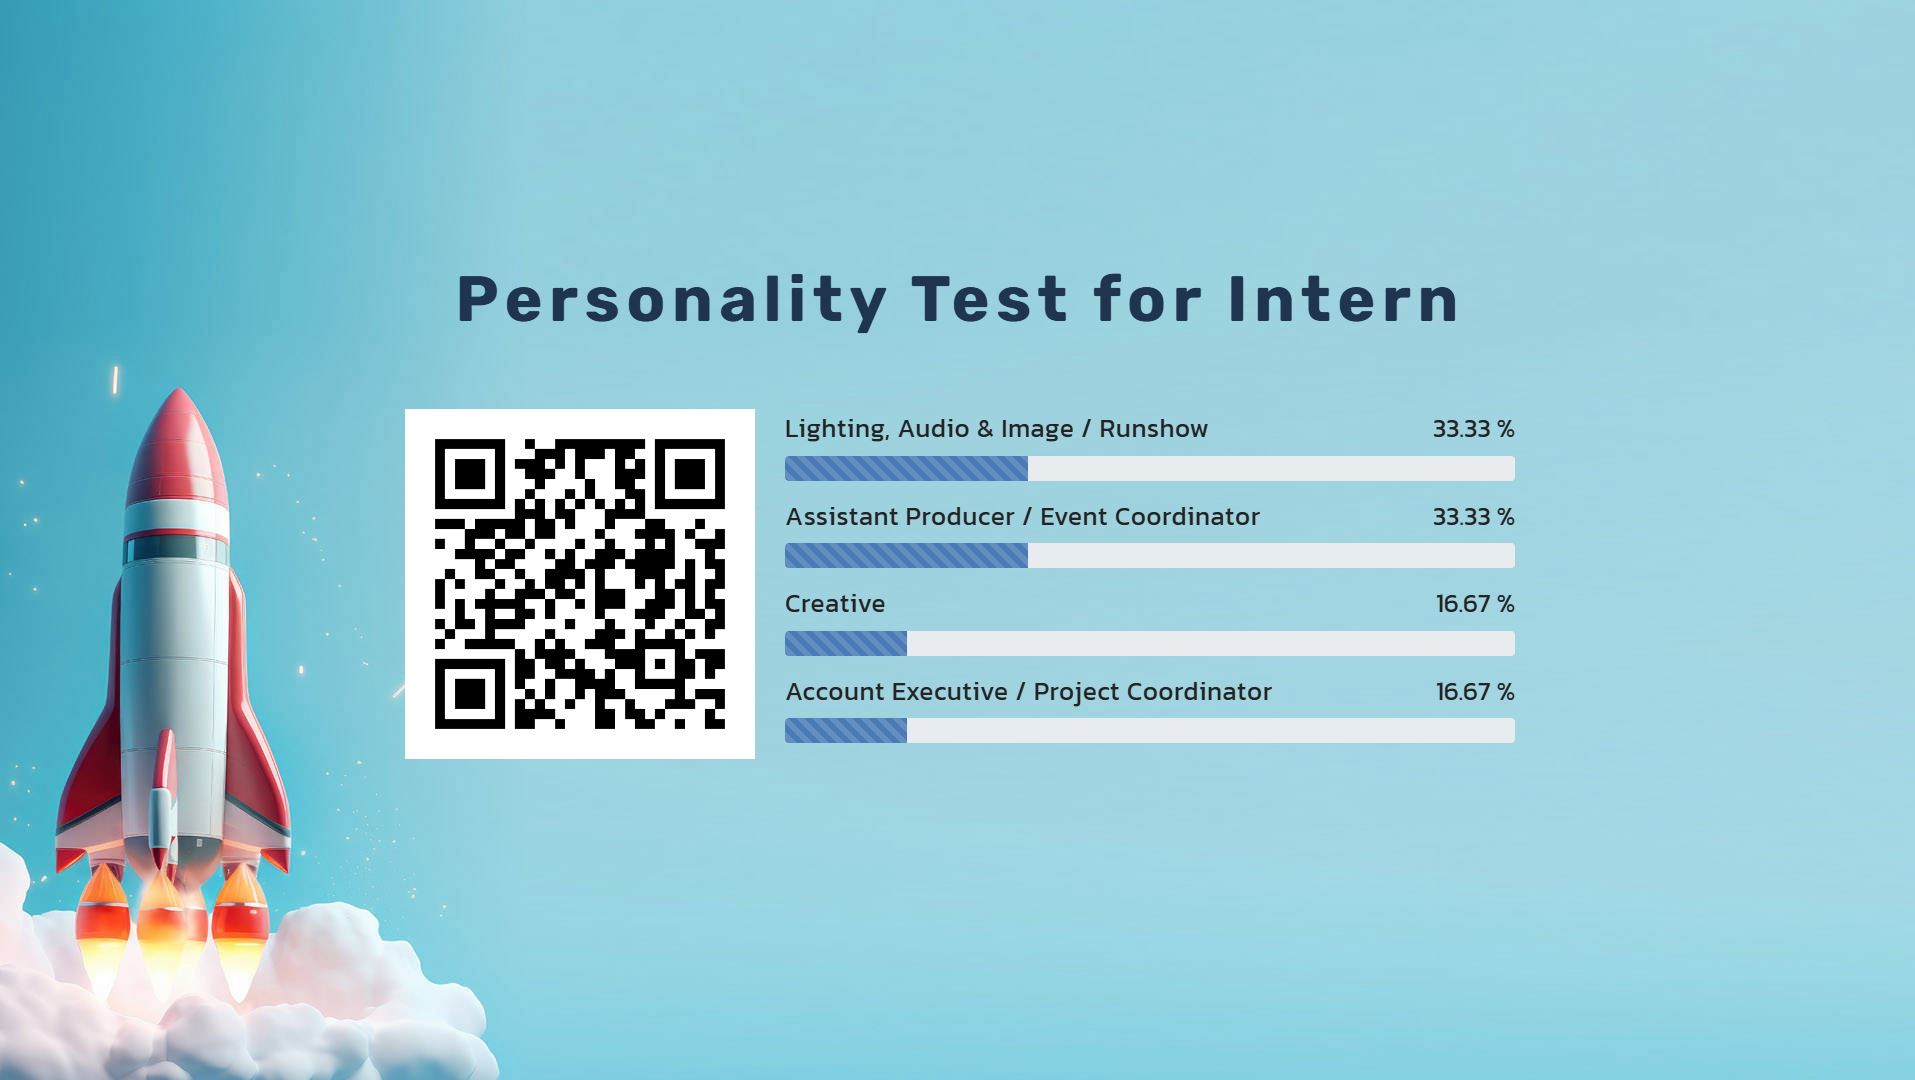 Personality Test for Intern
Lighting, Audio & Image / Runshow 33.33 %
Assistant Producer / Event Coordinator 33.33 %
Creative 16.67 %
Account Executive / Project Coordinator 16.67 %